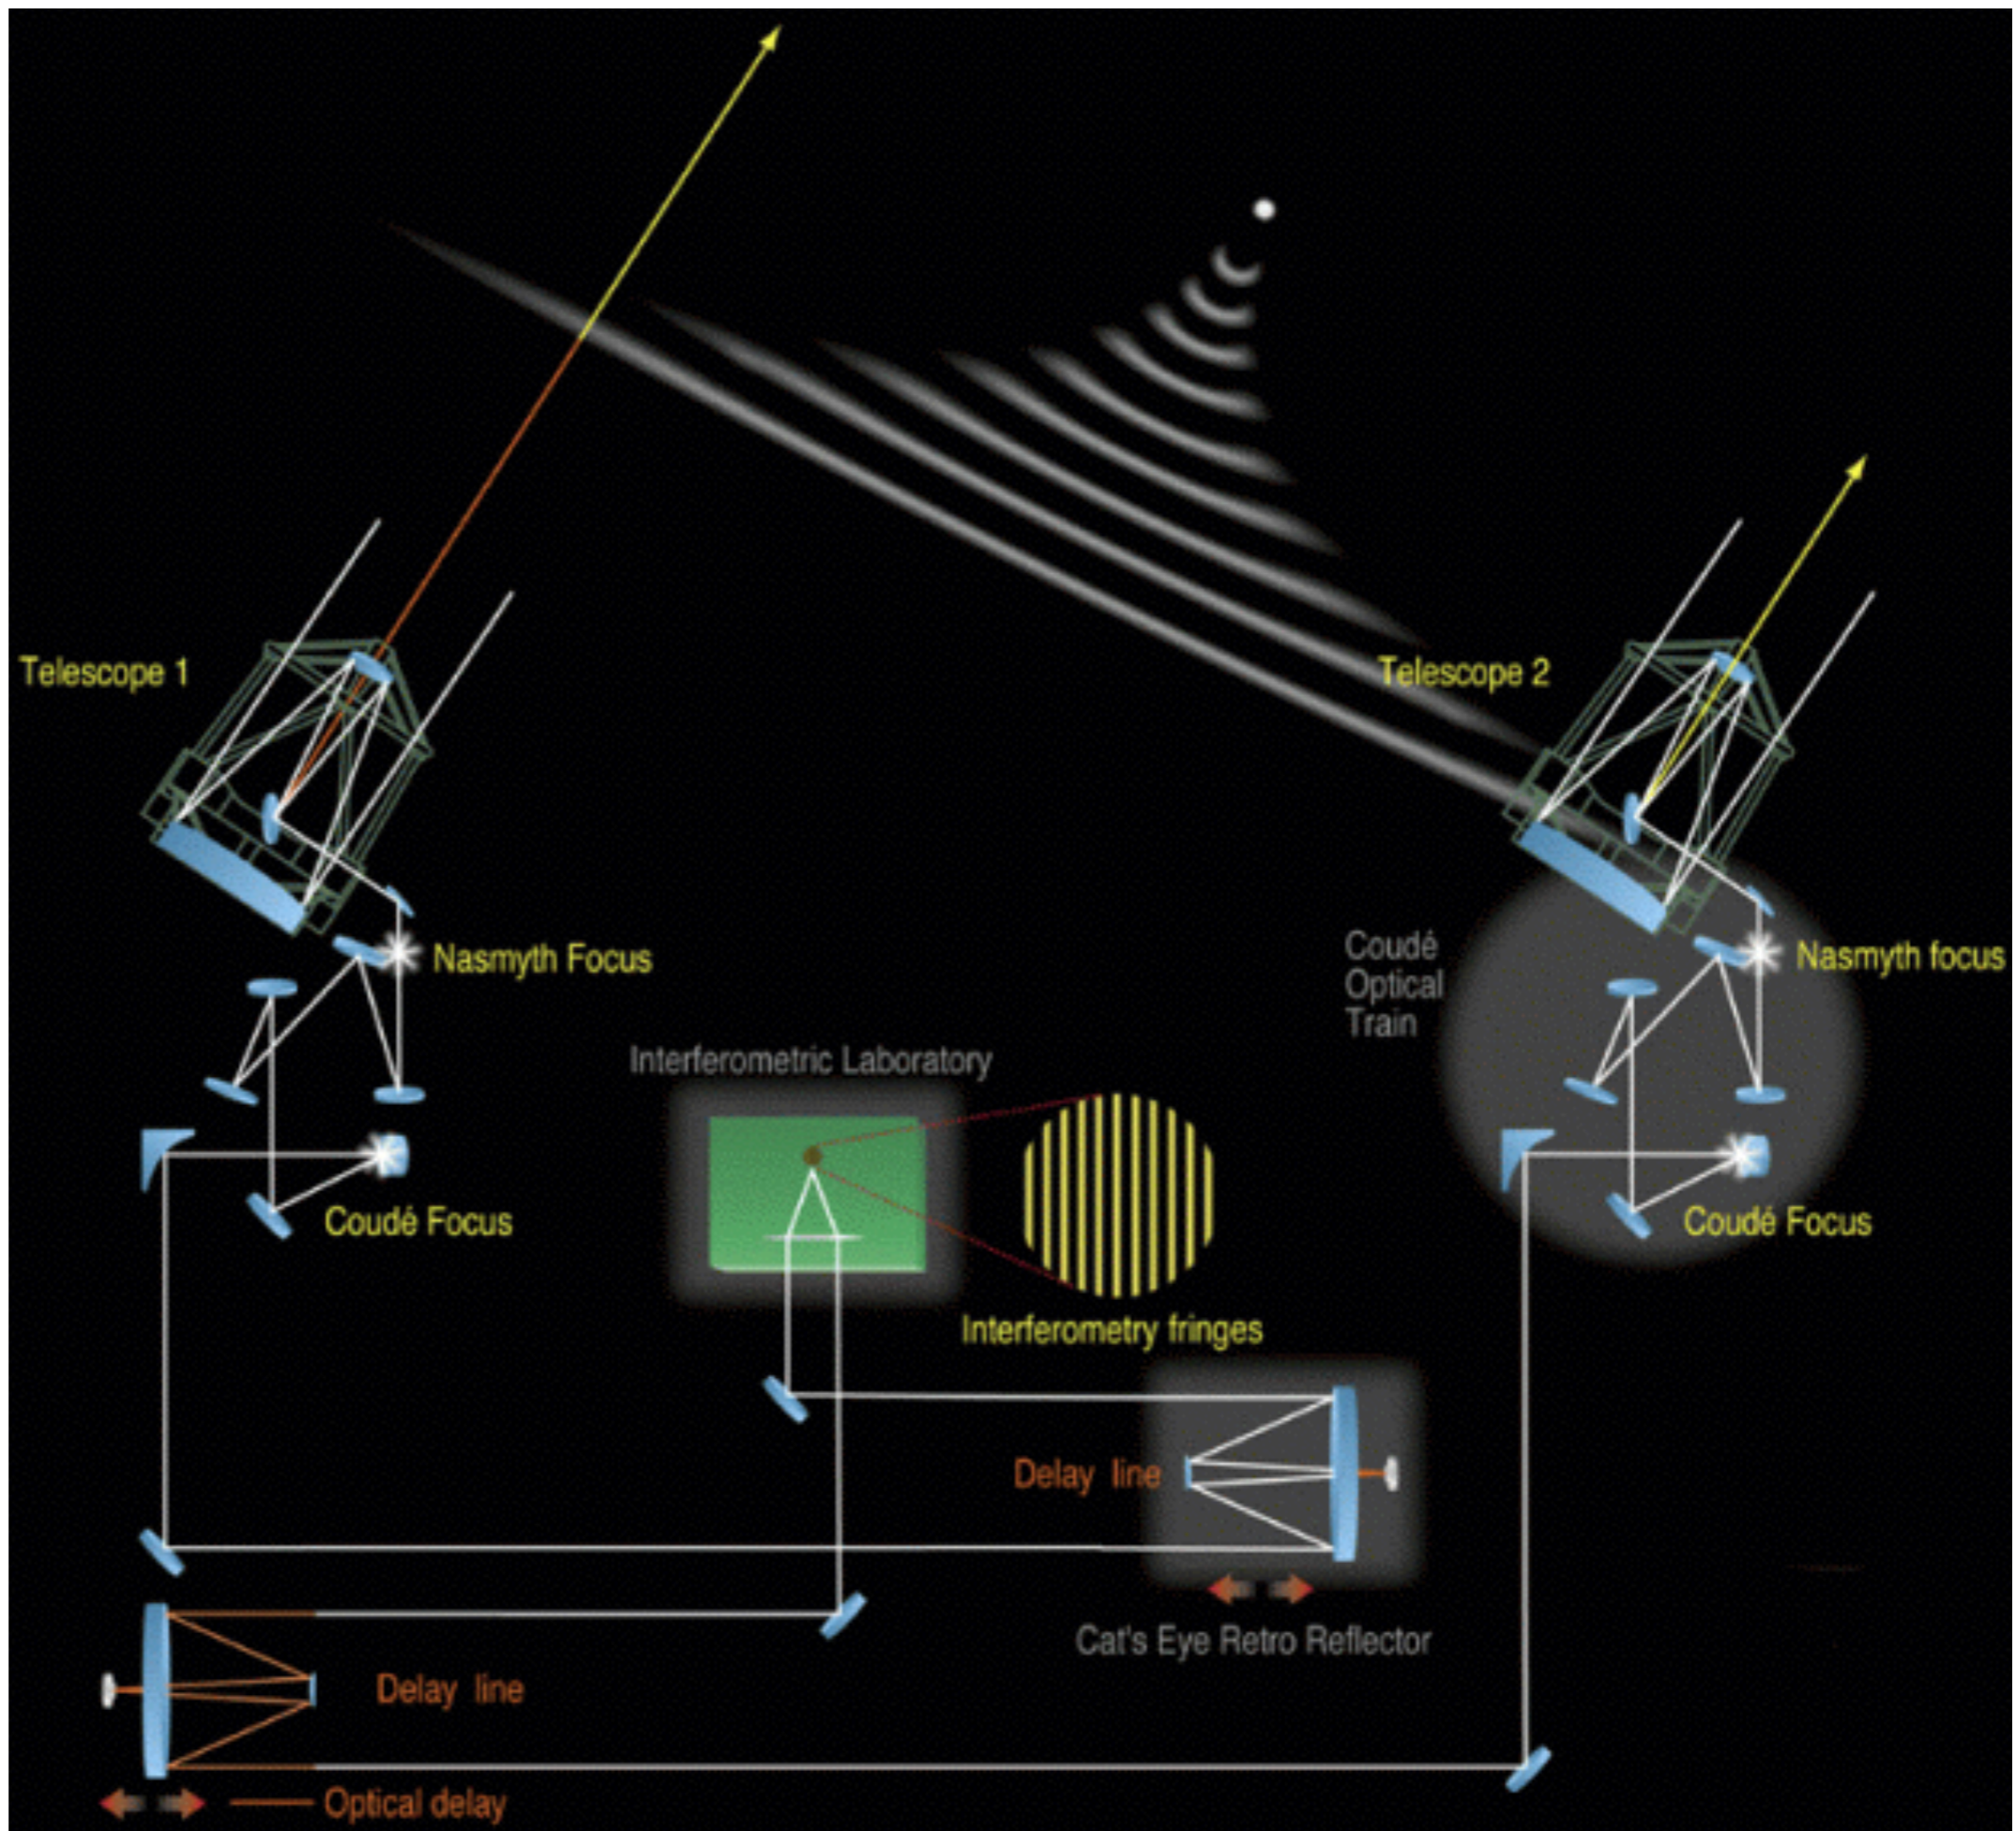 Telescope 1
Telescope 2
Nasmyth Focus
Coudé
Optical
Train
Nasmyth focus
Interferometric Laboratory
Coudé Focus
Coudé Focus
Interferometry fringes
Delay line
Cat's Eye Retro Reflector
Delay line
Optical delay